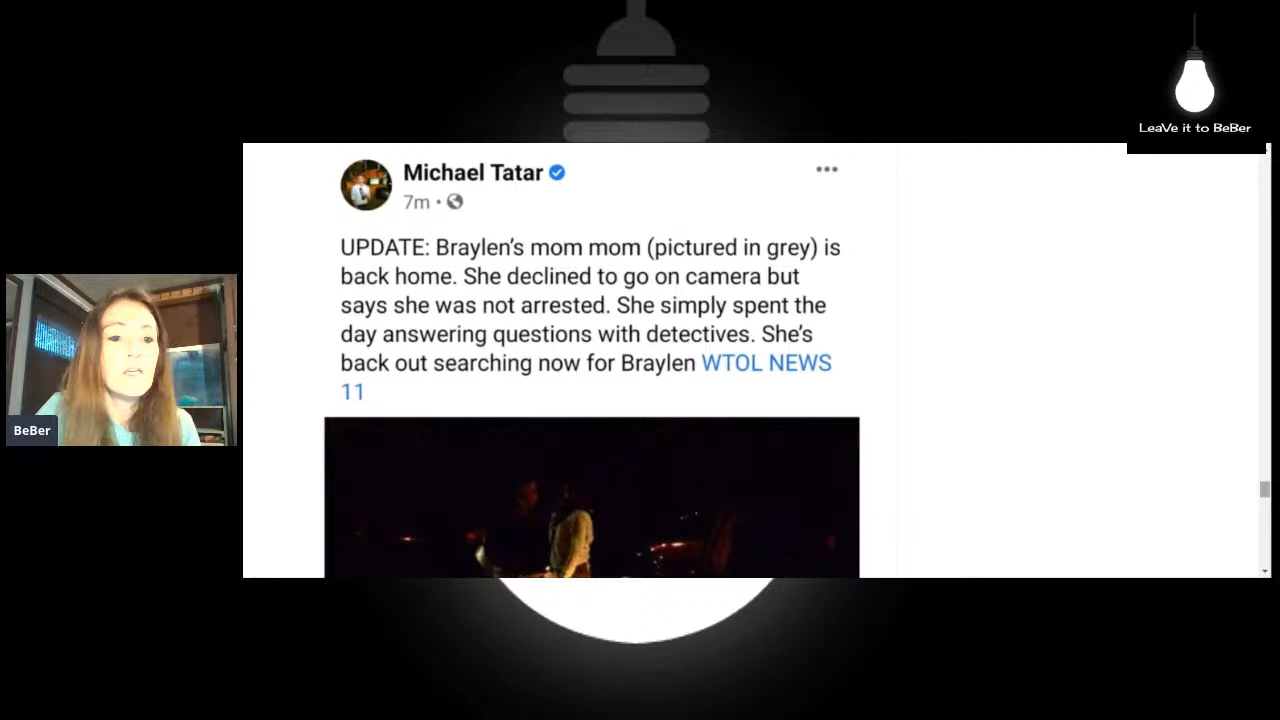 LeaVe it to BeBer
Michael Tatar
7m •
UPDATE: Braylen's mom mom (pictured in grey) is
back home. She declined to go on camera but
says she was not arrested. She simply spent the
day answering questions with detectives. She's
back out searching now for Braylen WTOL NEWS
11
BeBer